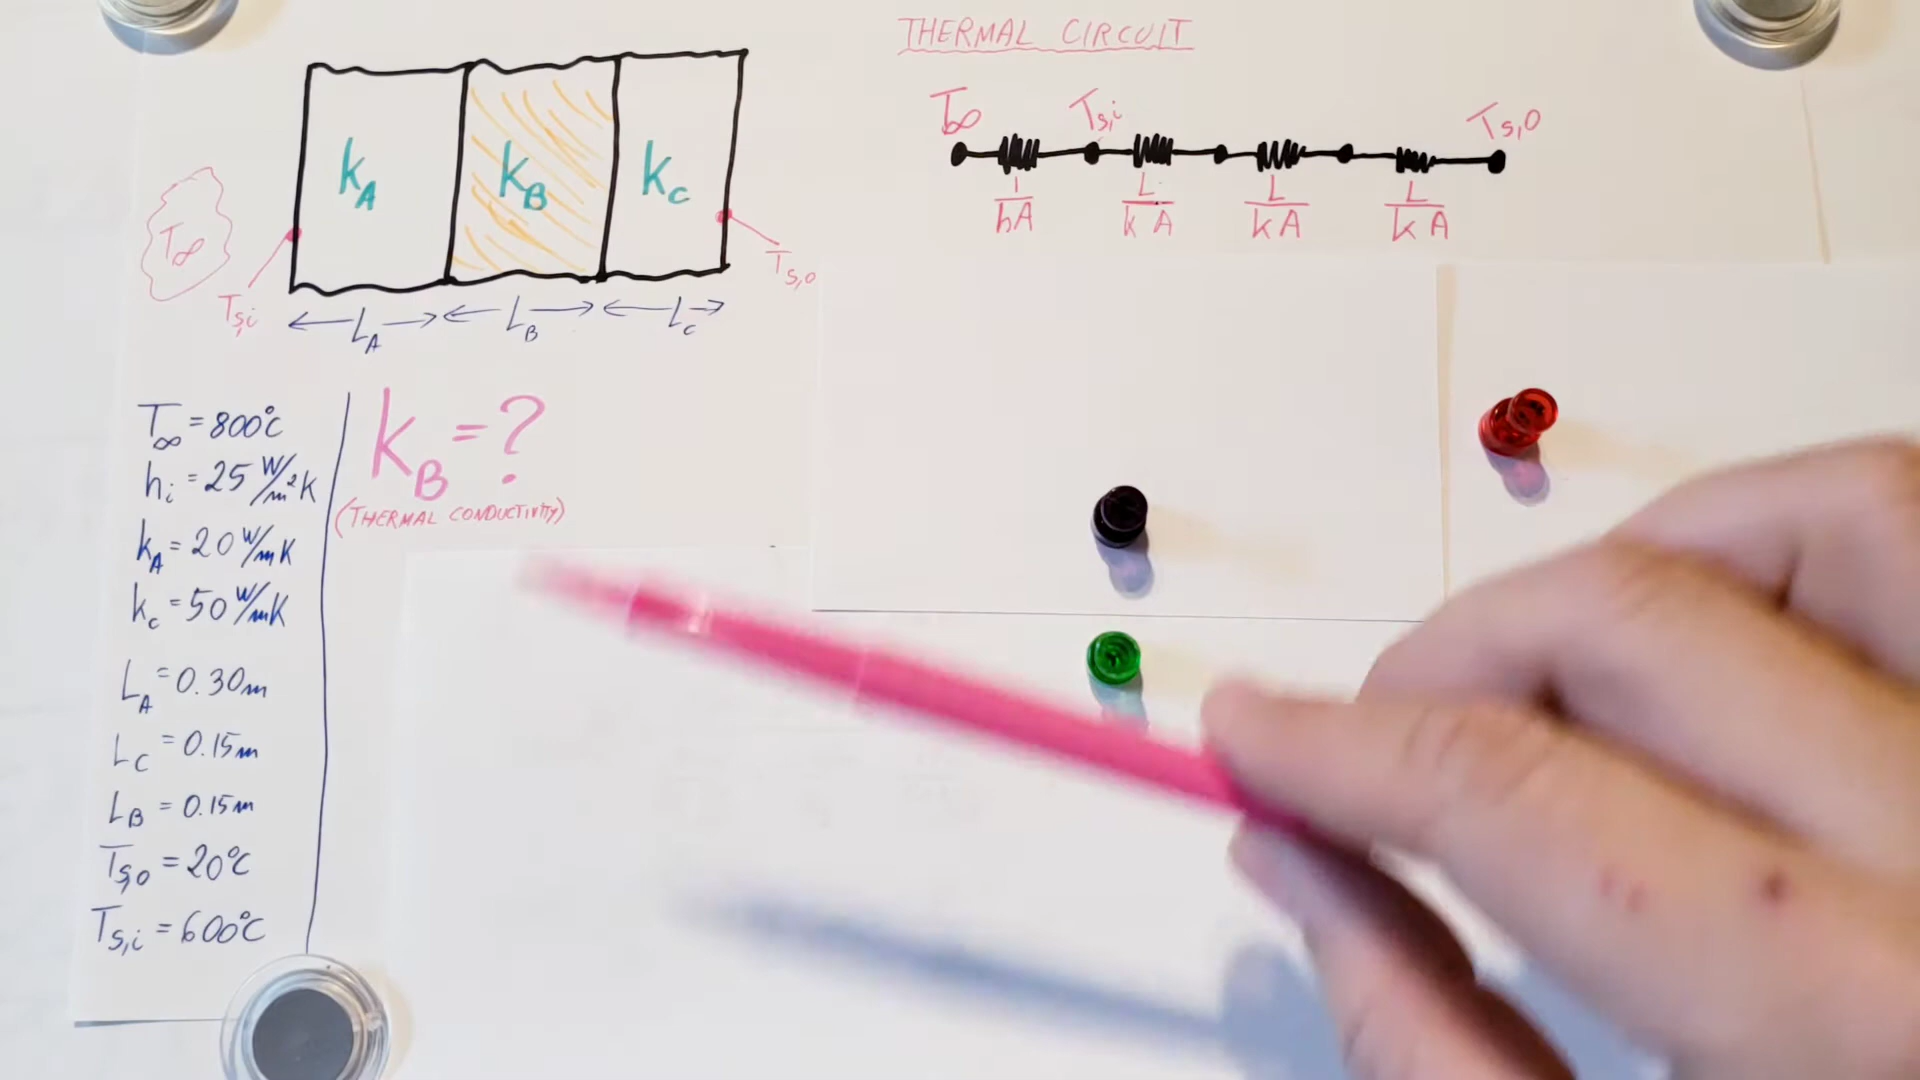 THERMAL CIRCUIT
T∞ Ts,i Ts,o
1/hA L/kA L/kA L/kA
kA kB kC
T∞
Ts,i
Ts,o
LA LB LC
T∞ = 800°C
hi = 25 W/m²K
kA = 20 W/mK
kc = 50 W/mK
LA = 0.30m
LC = 0.15m
LB = 0.15m
Ts,o = 20°C
Ts,i = 600°C
kB = ?
(THERMAL CONDUCTIVITY)